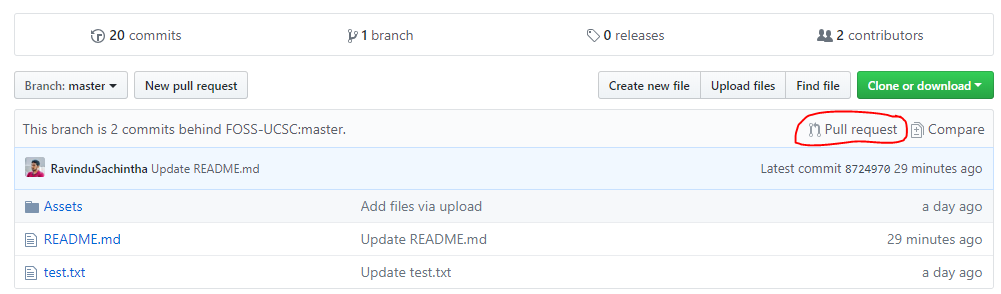 20 commits 1 branch 0 releases 2 contributors
Branch: master New pull request Create new file Upload files Find file Clone or download
This branch is 2 commits behind FOSS-UCSC:master. Pull request Compare
RavinduSachintha Update README.md Latest commit 8724970 29 minutes ago
Assets Add files via upload a day ago
README.md Update README.md 29 minutes ago
test.txt Update test.txt a day ago